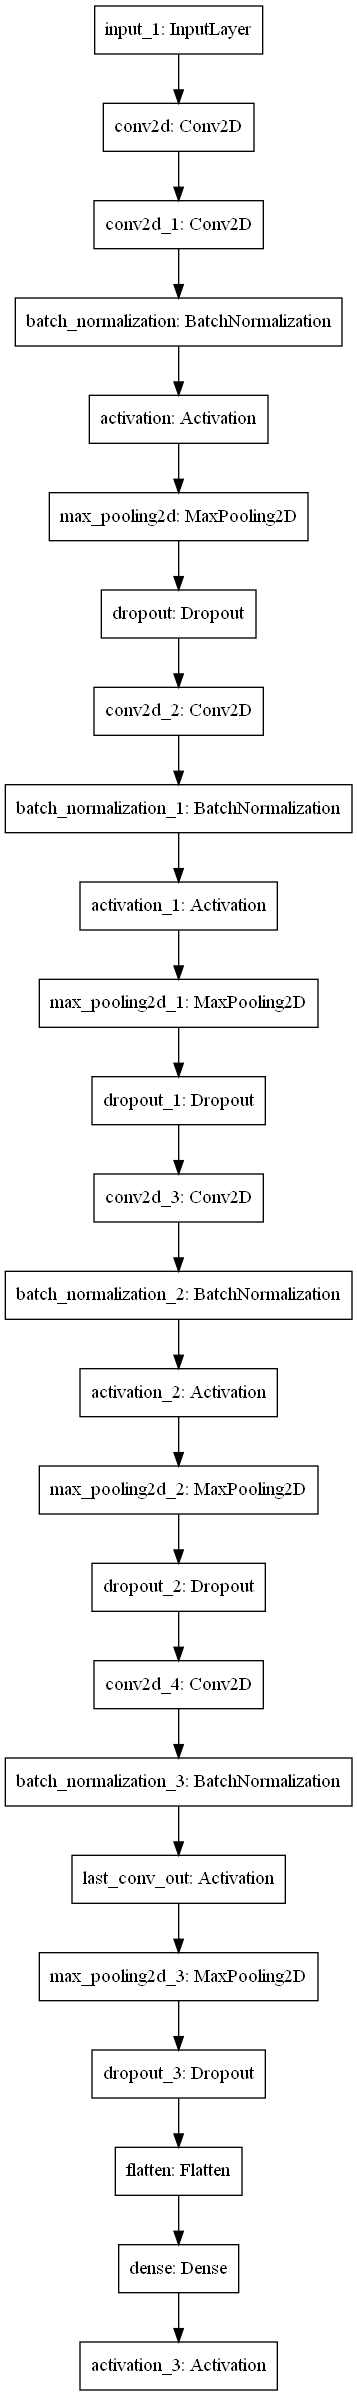 input_1: InputLayer
conv2d: Conv2D
conv2d_1: Conv2D
batch_normalization: BatchNormalization
activation: Activation
max_pooling2d: MaxPooling2D
dropout: Dropout
conv2d_2: Conv2D
batch_normalization_1: BatchNormalization
activation_1: Activation
max_pooling2d_1: MaxPooling2D
dropout_1: Dropout
conv2d_3: Conv2D
batch_normalization_2: BatchNormalization
activation_2: Activation
max_pooling2d_2: MaxPooling2D
dropout_2: Dropout
conv2d_4: Conv2D
batch_normalization_3: BatchNormalization
last_conv_out: Activation
max_pooling2d_3: MaxPooling2D
dropout_3: Dropout
flatten: Flatten
dense: Dense
activation_3: Activation